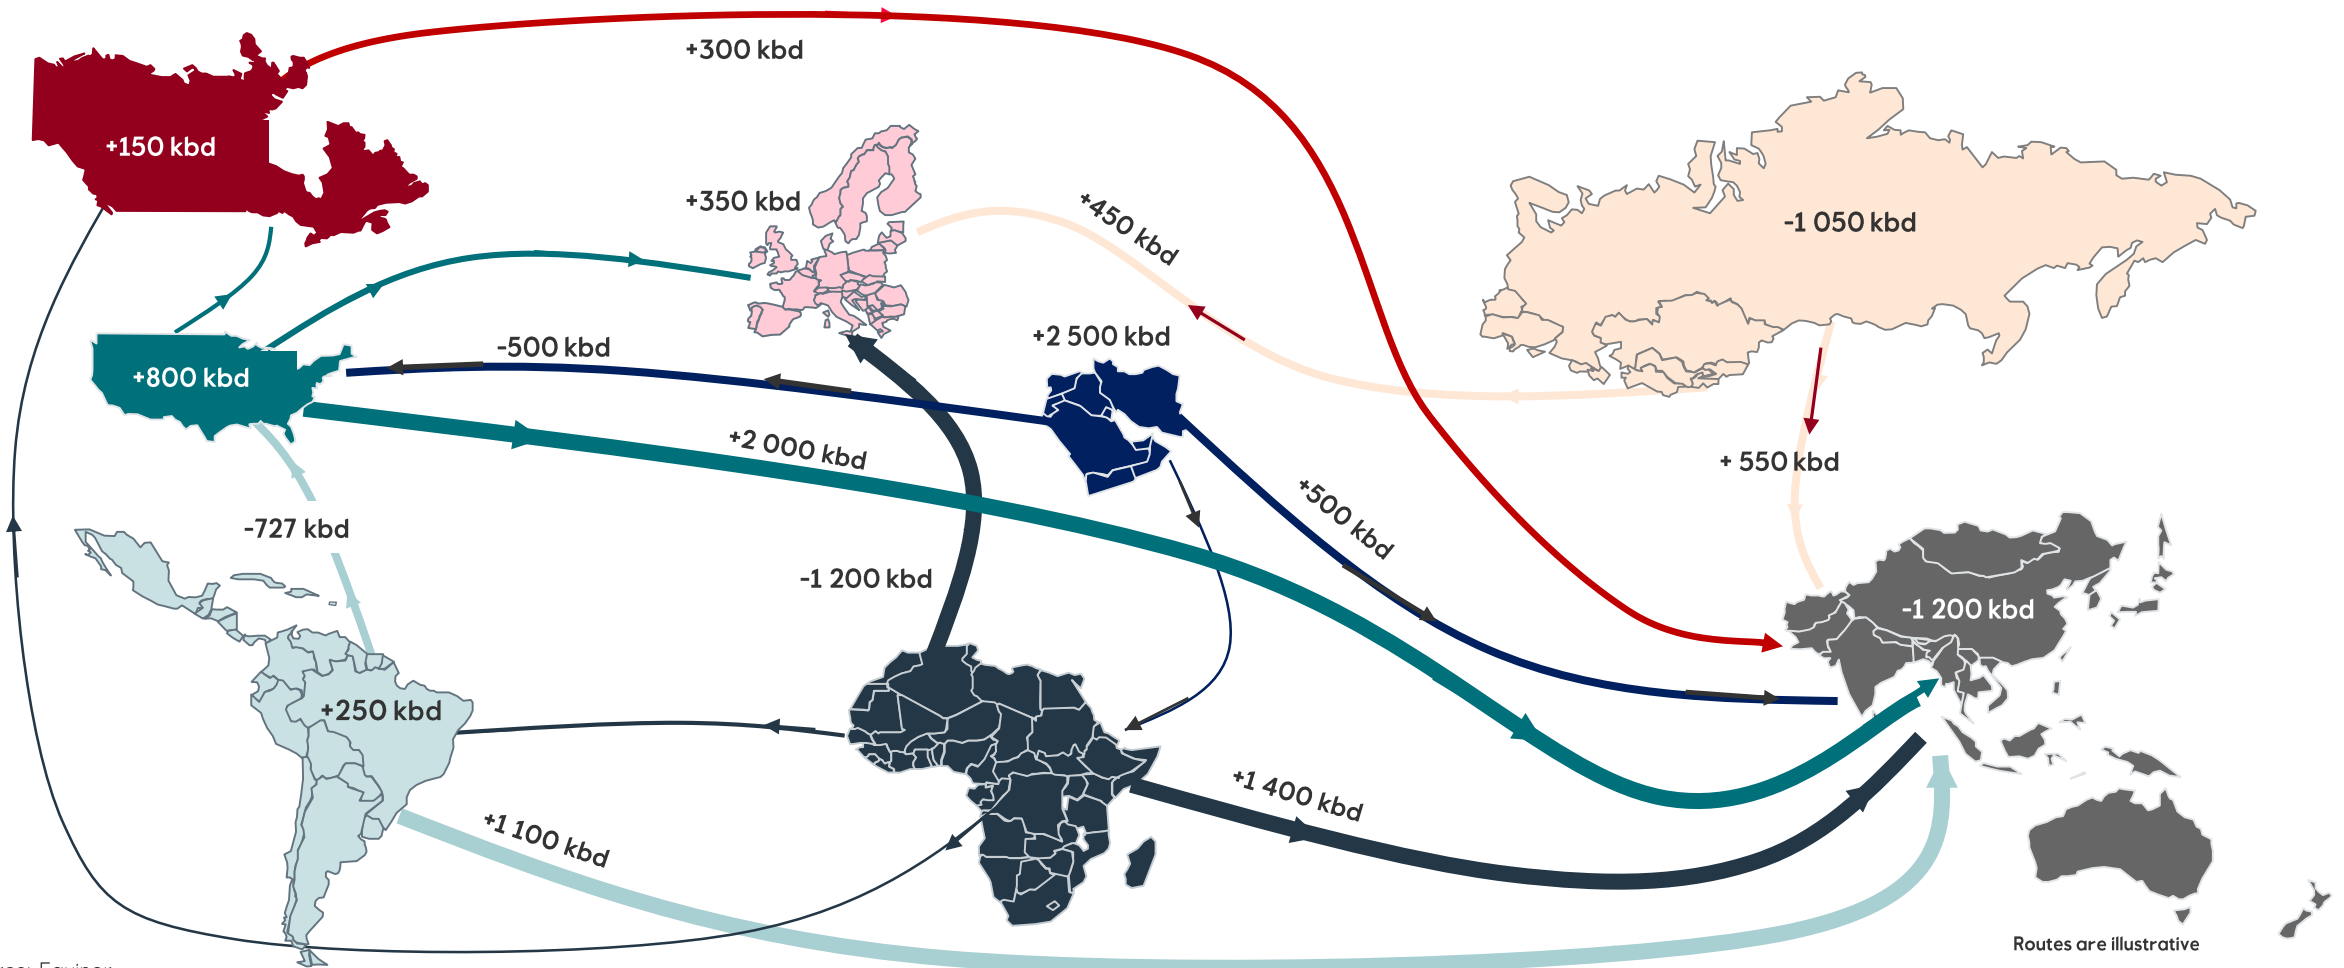 +300 kbd
+150 kbd
+350 kbd
+450 kbd
-1 050 kbd
+2 500 kbd
-500 kbd
+800 kbd
+2 000 kbd
+ 550 kbd
+500 kbd
-727 kbd
-1 200 kbd
-1 200 kbd
+250 kbd
+1 400 kbd
+1 100 kbd
Routes are illustrative